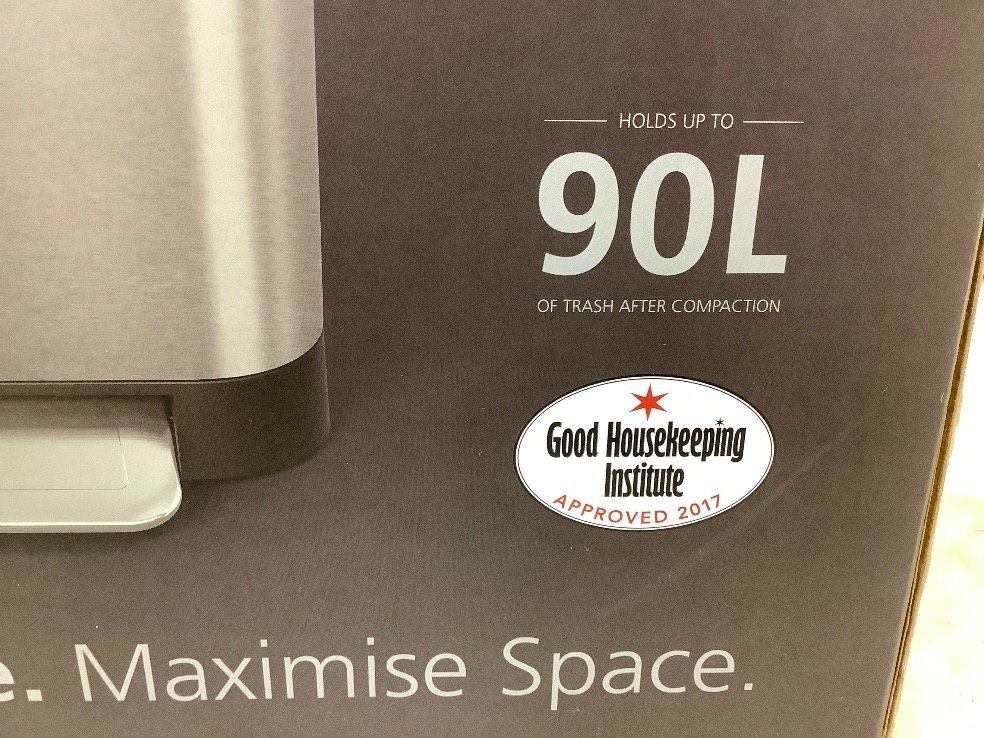 HOLDS UP TO
90L
OF TRASH AFTER COMPACTION
Good Housekeeping
Institute
APPROVED 2017
e. Maximise Space.